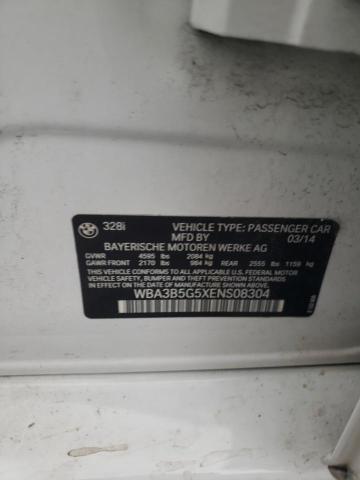 328i VEHICLE TYPE: PASSENGER CAR
MFD BY 03/14
BAYERISCHE MOTOREN WERKE AG
GVWR 4595 lbs 2084 kg
GAWR FRONT 2170 lbs 984 kg REAR 2555 lbs 1159 kg
THIS VEHICLE CONFORMS TO ALL APPLICABLE U.S. FEDERAL MOTOR
VEHICLE SAFETY, BUMPER AND THEFT PREVENTION STANDARDS IN
EFFECT ON THE DATE OF MANUFACTURE SHOWN ABOVE.
WBA3B5G5XENS08304